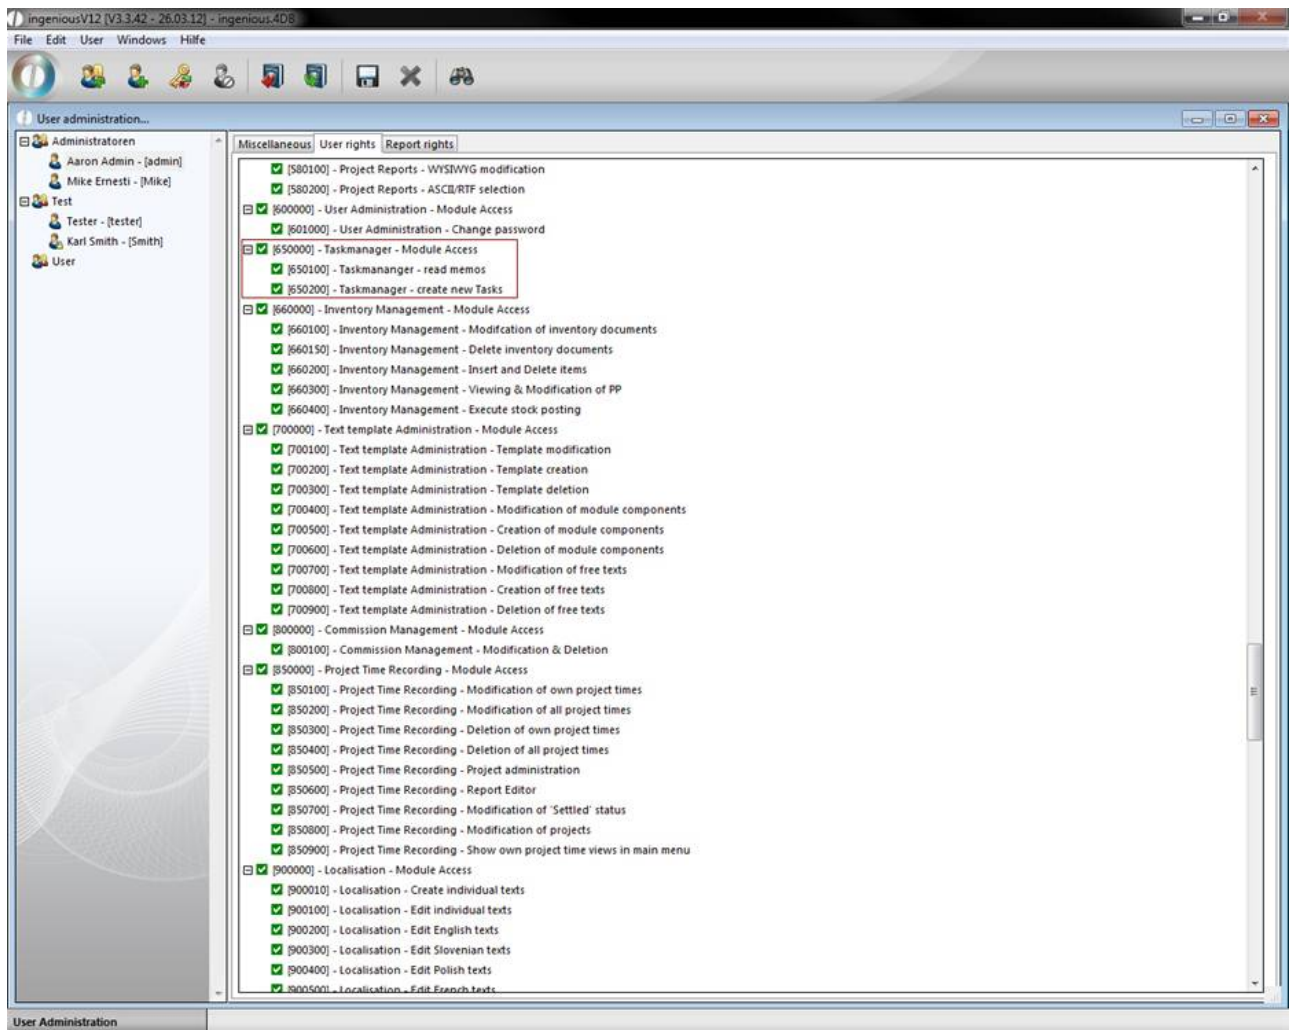 ingeniousV12 [V3.3.42 - 26.03.12] - ingenious.4DB
File Edit User Windows Hilfe
User administration...
Administratoren
Aaron Admin - [admin]
Mike Ernesti - [Mike]
Test
Tester - [tester]
Karl Smith - [Smith]
User
Miscellaneous User rights Report rights
[580100] - Project Reports - WYSIWYG modification
[580200] - Project Reports - ASCII/RTF selection
[600000] - User Administration - Module Access
[601000] - User Administration - Change password
[650000] - Taskmanager - Module Access
[650100] - Taskmananger - read memos
[650200] - Taskmanager - create new Tasks
[660000] - Inventory Management - Module Access
[660100] - Inventory Management - Modifcation of inventory documents
[660150] - Inventory Management - Delete inventory documents
[660200] - Inventory Management - Insert and Delete items
[660300] - Inventory Management - Viewing & Modification of PP
[660400] - Inventory Management - Execute stock posting
[700000] - Text template Administration - Module Access
[700100] - Text template Administration - Template modification
[700200] - Text template Administration - Template creation
[700300] - Text template Administration - Template deletion
[700400] - Text template Administration - Modification of module components
[700500] - Text template Administration - Creation of module components
[700600] - Text template Administration - Deletion of module components
[700700] - Text template Administration - Modification of free texts
[700800] - Text template Administration - Creation of free texts
[700900] - Text template Administration - Deletion of free texts
[800000] - Commission Management - Module Access
[800100] - Commission Management - Modification & Deletion
[850000] - Project Time Recording - Module Access
[850100] - Project Time Recording - Modification of own project times
[850200] - Project Time Recording - Modification of all project times
[850300] - Project Time Recording - Deletion of own project times
[850400] - Project Time Recording - Deletion of all project times
[850500] - Project Time Recording - Project administration
[850600] - Project Time Recording - Report Editor
[850700] - Project Time Recording - Modification of 'Settled' status
[850800] - Project Time Recording - Modification of projects
[850900] - Project Time Recording - Show own project time views in main menu
[900000] - Localisation - Module Access
[900010] - Localisation - Create individual texts
[900100] - Localisation - Edit individual texts
[900200] - Localisation - Edit English texts
[900300] - Localisation - Edit Slovenian texts
[900400] - Localisation - Edit Polish texts
[900500] - Localisation - Edit French texts
User Administration